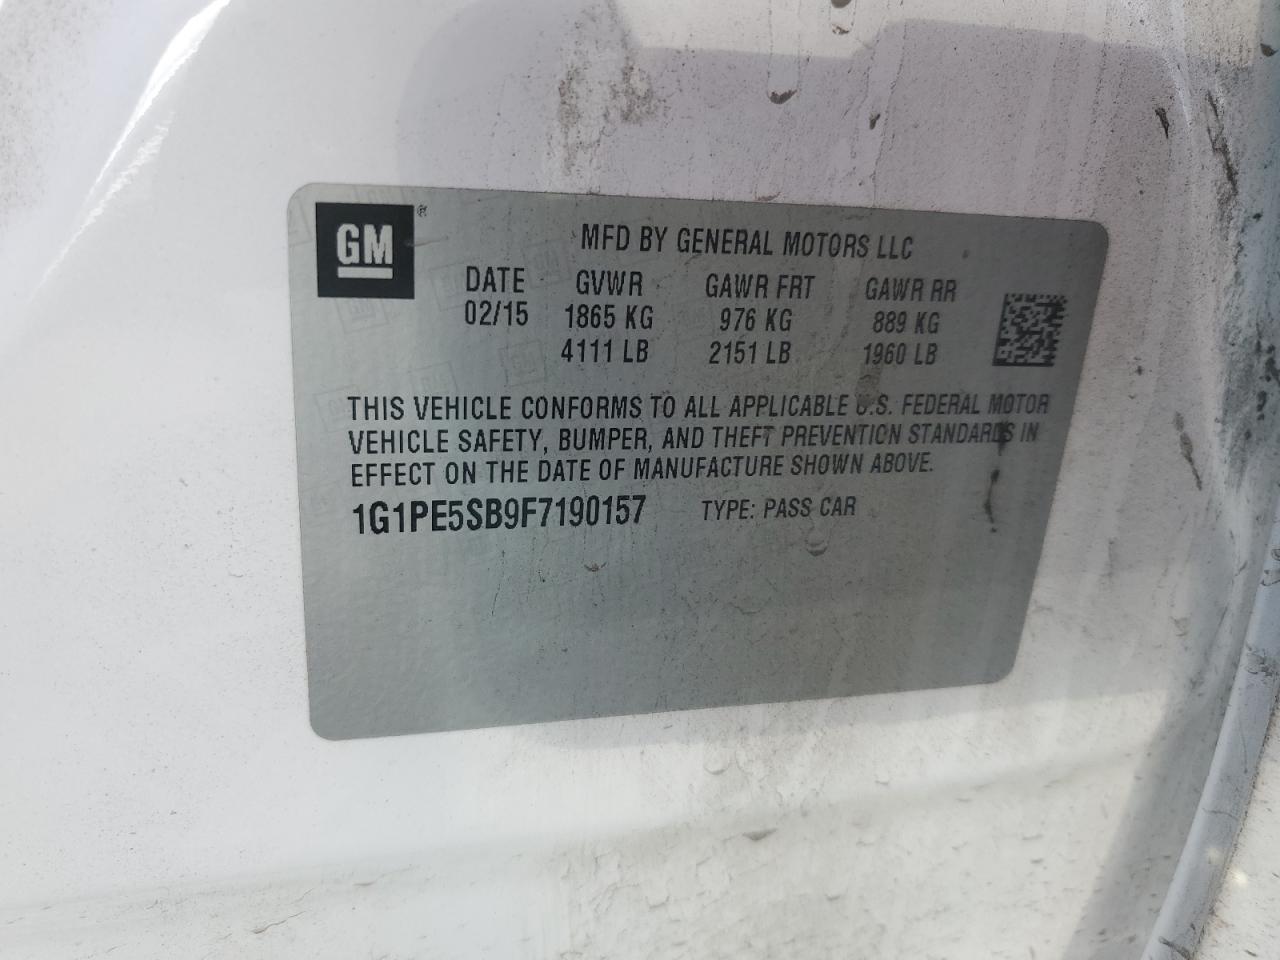 GM®
MFD BY GENERAL MOTORS LLC
DATE GVWR GAWR FRT GAWR RR
02/15 1865 KG 976 KG 889 KG
4111 LB 2151 LB 1960 LB
THIS VEHICLE CONFORMS TO ALL APPLICABLE U.S. FEDERAL MOTOR
VEHICLE SAFETY, BUMPER, AND THEFT PREVENTION STANDARDS IN
EFFECT ON THE DATE OF MANUFACTURE SHOWN ABOVE.
1G1PE5SB9F7190157 TYPE: PASS CAR